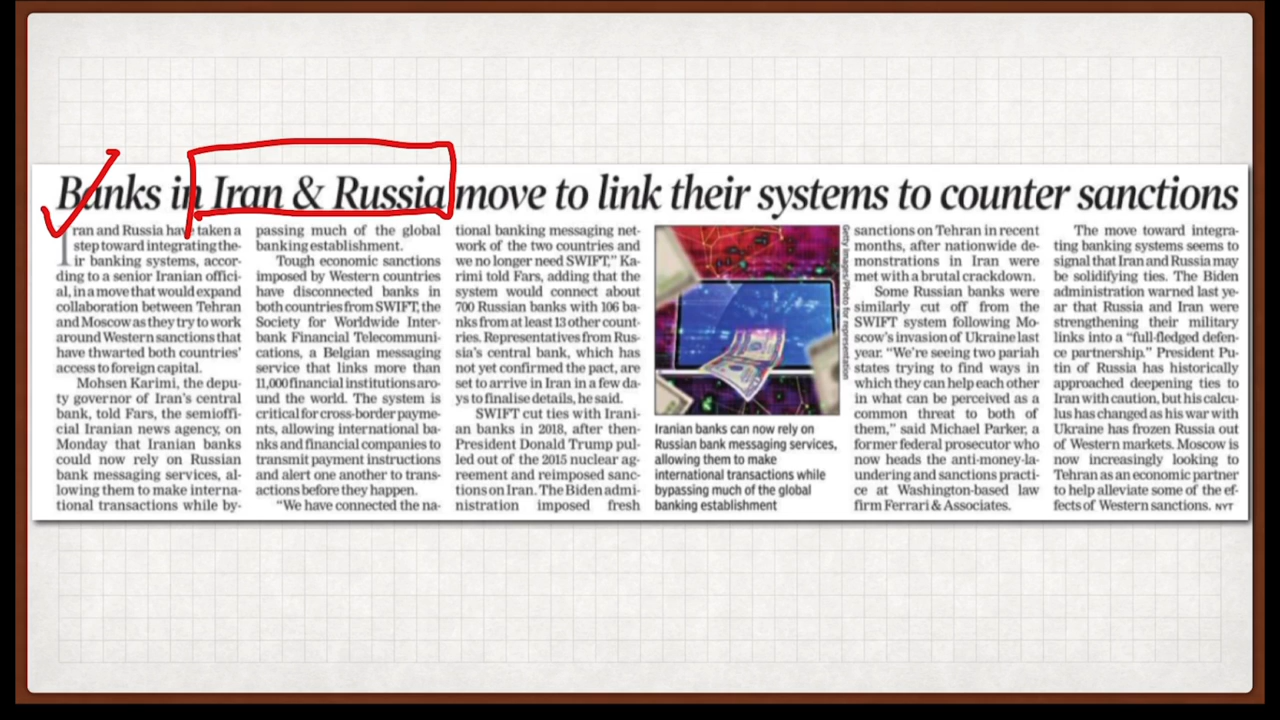 Banks in Iran & Russia move to link their systems to counter sanctions
Iran and Russia have taken a
step toward integrating the-
ir banking systems, accor-
ding to a senior Iranian offici-
al, in a move that would expand
collaboration between Tehran
and Moscow as they try to work
around Western sanctions that
have thwarted both countries'
access to foreign capital.
Mohsen Karimi, the depu-
ty governor of Iran's central
bank, told Fars, the semioffi-
cial Iranian news agency, on
Monday that Iranian banks
could now rely on Russian
bank messaging services, al-
lowing them to make interna-
tional transactions while by-
passing much of the global
banking establishment.
Tough economic sanctions
imposed by Western countries
have disconnected banks in
both countries from SWIFT, the
Society for Worldwide Inter-
bank Financial Telecommuni-
cations, a Belgian messaging
service that links more than
11,000 financial institutions aro-
und the world. The system is
critical for cross-border payme-
nts, allowing international ba-
nks and financial companies to
transmit payment instructions
and alert one another to trans-
actions before they happen.
"We have connected the na-
tional banking messaging net-
work of the two countries and
we no longer need SWIFT," Ka-
rimi told Fars, adding that the
system would connect about
700 Russian banks with 106 ba-
nks from at least 13 other count-
ries. Representatives from Rus-
sia's central bank, which has
not yet confirmed the pact, are
set to arrive in Iran in a few da-
ys to finalise details, he said.
SWIFT cut ties with Irani-
an banks in 2018, after then-
President Donald Trump pul-
led out of the 2015 nuclear ag-
reement and reimposed sanc-
tions on Iran. The Biden admi-
nistration imposed fresh
Getty Images/Photo for representation
Iranian banks can now rely on
Russian bank messaging services,
allowing them to make
international transactions while
bypassing much of the global
banking establishment
sanctions on Tehran in recent
months, after nationwide de-
monstrations in Iran were
met with a brutal crackdown.
Some Russian banks were
similarly cut off from the
SWIFT system following Mo-
scow's invasion of Ukraine last
year. "We're seeing two pariah
states trying to find ways in
which they can help each other
in what can be perceived as a
common threat to both of
them," said Michael Parker, a
former federal prosecutor who
now heads the anti-money-la-
undering and sanctions practi-
ce at Washington-based law
firm Ferrari & Associates.
The move toward integra-
ting banking systems seems to
signal that Iran and Russia may
be solidifying ties. The Biden
administration warned last ye-
ar that Russia and Iran were
strengthening their military
links into a "full-fledged defen-
ce partnership." President Pu-
tin of Russia has historically
approached deepening ties to
Iran with caution, but his calcu-
lus has changed as his war with
Ukraine has frozen Russia out
of Western markets. Moscow is
now increasingly looking to
Tehran as an economic partner
to help alleviate some of the ef-
fects of Western sanctions. NYT